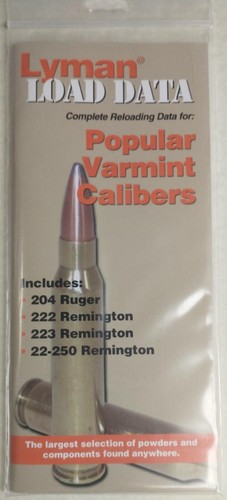 Lyman®
LOAD DATA
Complete Reloading Data for:
Popular
Varmint
Calibers
Includes:
• 204 Ruger
• 222 Remington
• 223 Remington
• 22-250 Remington
The largest selection of powders and
components found anywhere.